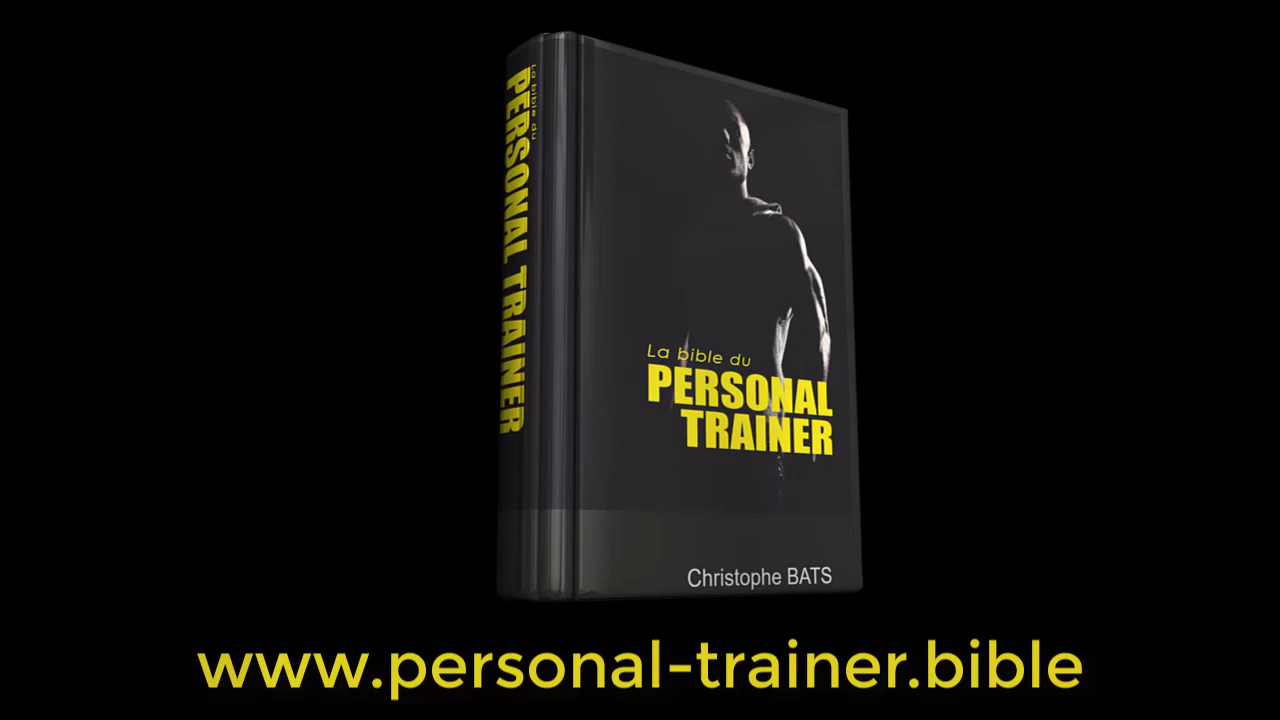 La bible du
PERSONAL TRAINER
La bible du
PERSONAL
TRAINER
Christophe BATS
www.personal-trainer.bible